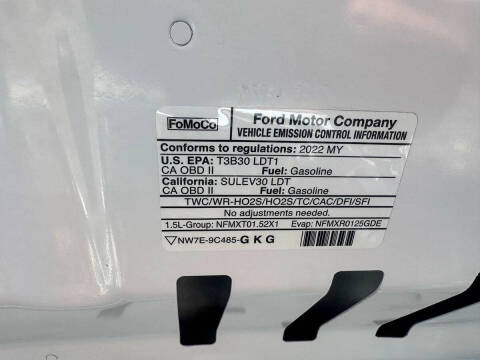 FoMoCo
Ford Motor Company
VEHICLE EMISSION CONTROL INFORMATION
Conforms to regulations: 2022 MY
U.S. EPA: T3B30 LDT1
CA OBD II Fuel: Gasoline
California: SULEV30 LDT
CA OBD II Fuel: Gasoline
TWC/WR-HO2S/HO2S/TC/CAC/DFI/SFI
No adjustments needed.
1.5L-Group: NFMXT01.52X1 Evap: NFMXR0125GDE
NW7E-9C485-GKG